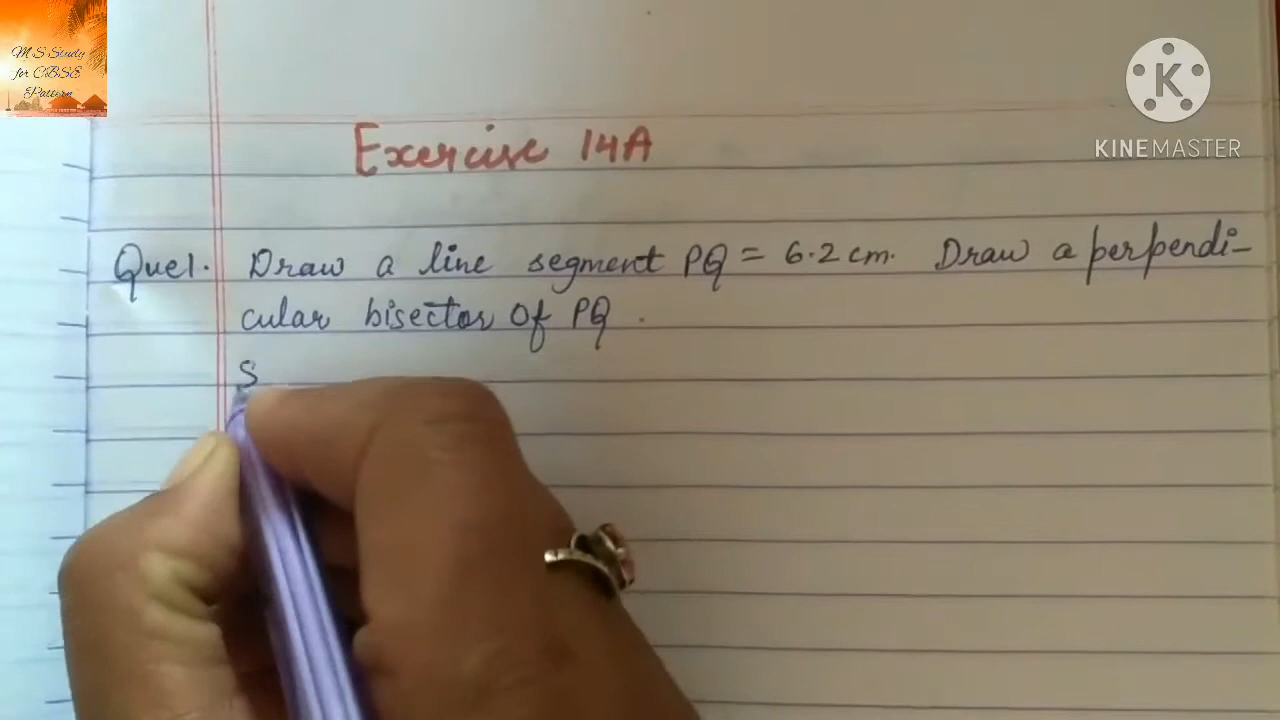 M S Study
for CBSE
Pattern
KINEMASTER
Exercise 14A
Que1. Draw a line segment PQ = 6.2 cm. Draw a perpendi-
cular bisector of PQ.
S